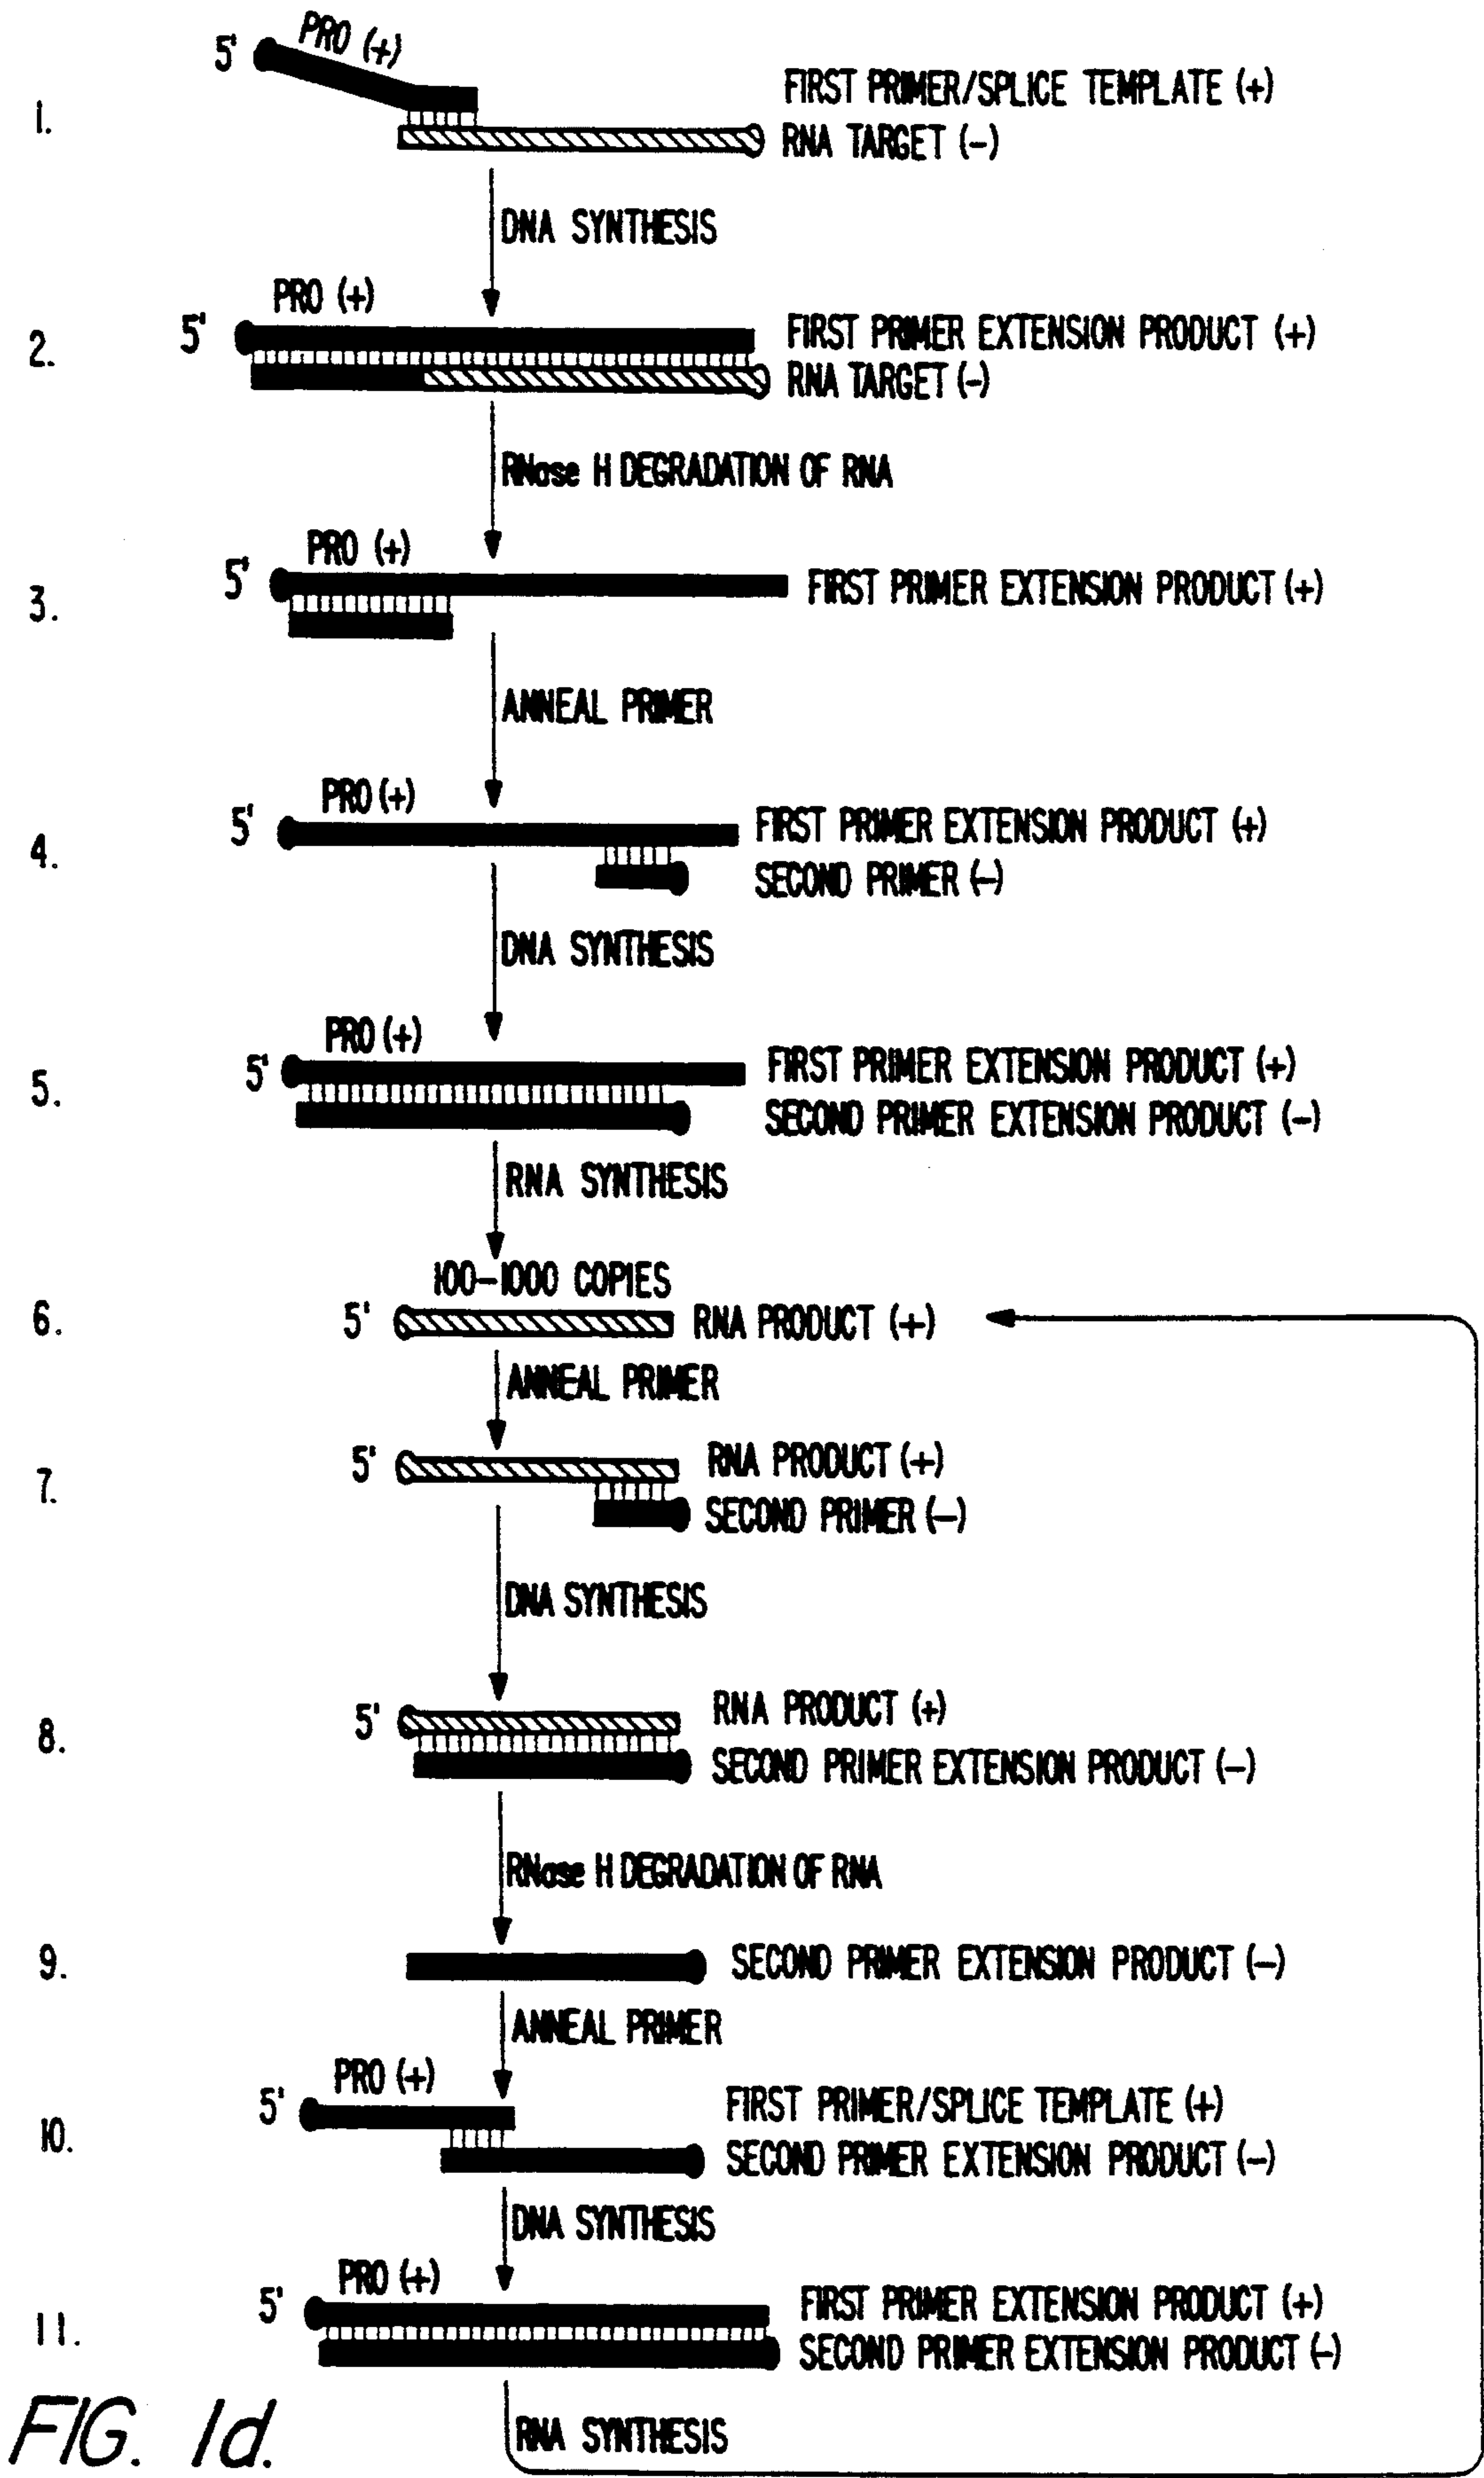 PRO (+)
5'
1.
FIRST PRIMER/SPLICE TEMPLATE (+)
RNA TARGET (–)
DNA SYNTHESIS
PRO (+)
2.
5'
FIRST PRIMER EXTENSION PRODUCT (+)
RNA TARGET (–)
RNase H DEGRADATION OF RNA
PRO (+)
3.
5'
FIRST PRIMER EXTENSION PRODUCT (+)
ANNEAL PRIMER
PRO (+)
4.
5'
FIRST PRIMER EXTENSION PRODUCT (+)
SECOND PRIMER (–)
DNA SYNTHESIS
PRO (+)
5.
5'
FIRST PRIMER EXTENSION PRODUCT (+)
SECOND PRIMER EXTENSION PRODUCT (–)
RNA SYNTHESIS
100–1000 COPIES
6.
5'
RNA PRODUCT (+)
ANNEAL PRIMER
7.
5'
RNA PRODUCT (+)
SECOND PRIMER (–)
DNA SYNTHESIS
8.
5'
RNA PRODUCT (+)
SECOND PRIMER EXTENSION PRODUCT (–)
RNase H DEGRADATION OF RNA
9.
SECOND PRIMER EXTENSION PRODUCT (–)
ANNEAL PRIMER
PRO (+)
10.
5'
FIRST PRIMER/SPLICE TEMPLATE (+)
SECOND PRIMER EXTENSION PRODUCT (–)
DNA SYNTHESIS
PRO (+)
11.
5'
FIRST PRIMER EXTENSION PRODUCT (+)
SECOND PRIMER EXTENSION PRODUCT (–)
RNA SYNTHESIS
FIG. 1d.